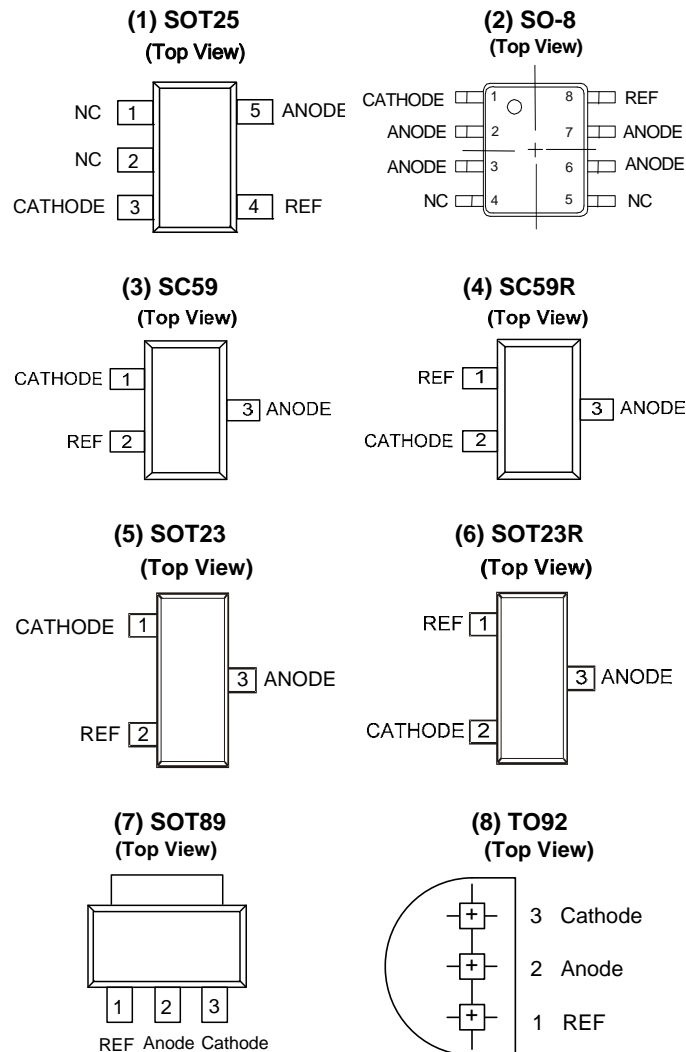 (1) SOT25
(Top View)
NC 1
5 ANODE
NC 2
CATHODE 3
4 REF
(2) SO-8
(Top View)
CATHODE 1
8 REF
ANODE 2
7 ANODE
ANODE 3
6 ANODE
NC 4
5 NC
(3) SC59
(Top View)
CATHODE 1
3 ANODE
REF 2
(4) SC59R
(Top View)
REF 1
3 ANODE
CATHODE 2
(5) SOT23
(Top View)
CATHODE 1
3 ANODE
REF 2
(6) SOT23R
(Top View)
REF 1
3 ANODE
CATHODE 2
(7) SOT89
(Top View)
1 2 3
REF Anode Cathode
(8) TO92
(Top View)
3 Cathode
2 Anode
1 REF